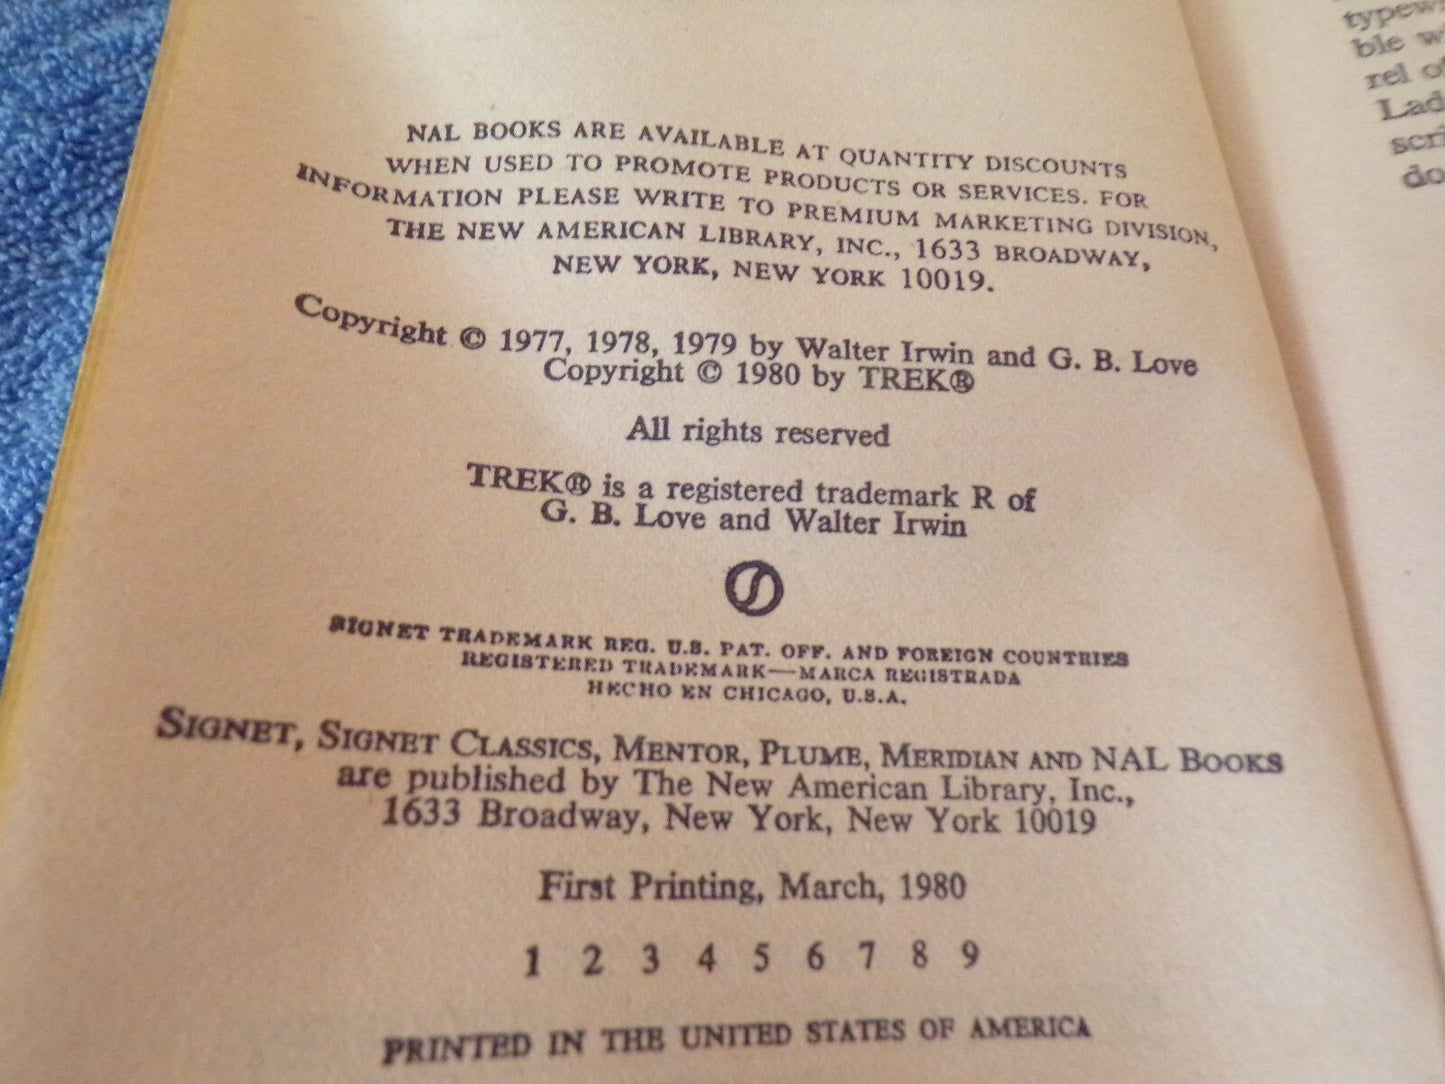 NAL BOOKS ARE AVAILABLE AT QUANTITY DISCOUNTS
WHEN USED TO PROMOTE PRODUCTS OR SERVICES. FOR
INFORMATION PLEASE WRITE TO PREMIUM MARKETING DIVISION,
THE NEW AMERICAN LIBRARY, INC., 1633 BROADWAY,
NEW YORK, NEW YORK 10019.
Copyright © 1977, 1978, 1979 by Walter Irwin and G. B. Love
Copyright © 1980 by TREK®
All rights reserved
TREK® is a registered trademark R of
G. B. Love and Walter Irwin
SIGNET TRADEMARK REG. U.S. PAT. OFF. AND FOREIGN COUNTRIES
REGISTERED TRADEMARK—MARCA REGISTRADA
HECHO EN CHICAGO, U.S.A.
SIGNET, SIGNET CLASSICS, MENTOR, PLUME, MERIDIAN AND NAL BOOKS
are published by The New American Library, Inc.,
1633 Broadway, New York, New York 10019
First Printing, March, 1980
1 2 3 4 5 6 7 8 9
PRINTED IN THE UNITED STATES OF AMERICA
ble
rel
Lad
scri
do